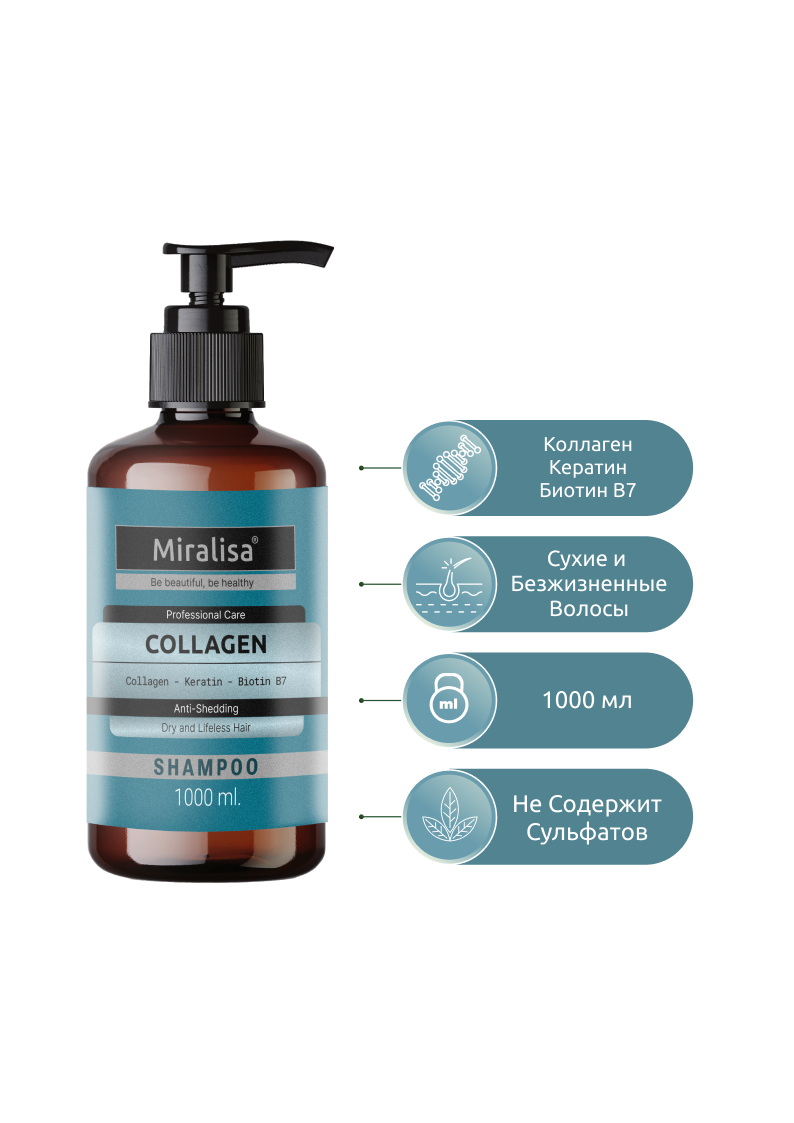 Miralisa®
Be beautiful, be healthy
Professional Care
COLLAGEN
Collagen - Keratin - Biotin B7
Anti-Shedding
Dry and Lifeless Hair
SHAMPOO
1000 ml.
Коллаген
Кератин
Биотин B7
Сухие и
Безжизненные
Волосы
ml
1000 мл
Не Содержит
Сульфатов